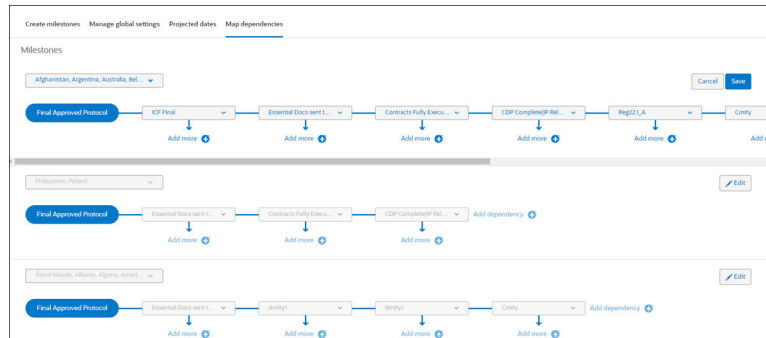 Create milestones Manage global settings Projected dates Map dependencies
Milestones
Afghanistan, Argentina, Australia, Bel...
Cancel Save
Final Approved Protocol ICF Final Essential Docs sent t... Contracts Fully Execu... CDP Complete(IP Rel... Reg221_A Cmity
Add more Add more Add more Add more Add more Add
Philippines, Poland
Edit
Final Approved Protocol Essential Docs sent t... Contracts Fully Execu... CDP Complete(IP Rel... Add dependency
Add more Add more Add more
Åland Islands, Albania, Algeria, Amer...
Edit
Final Approved Protocol Essential Docs sent t... Amity1 Bmity1 Cmity Add dependency
Add more Add more Add more Add more